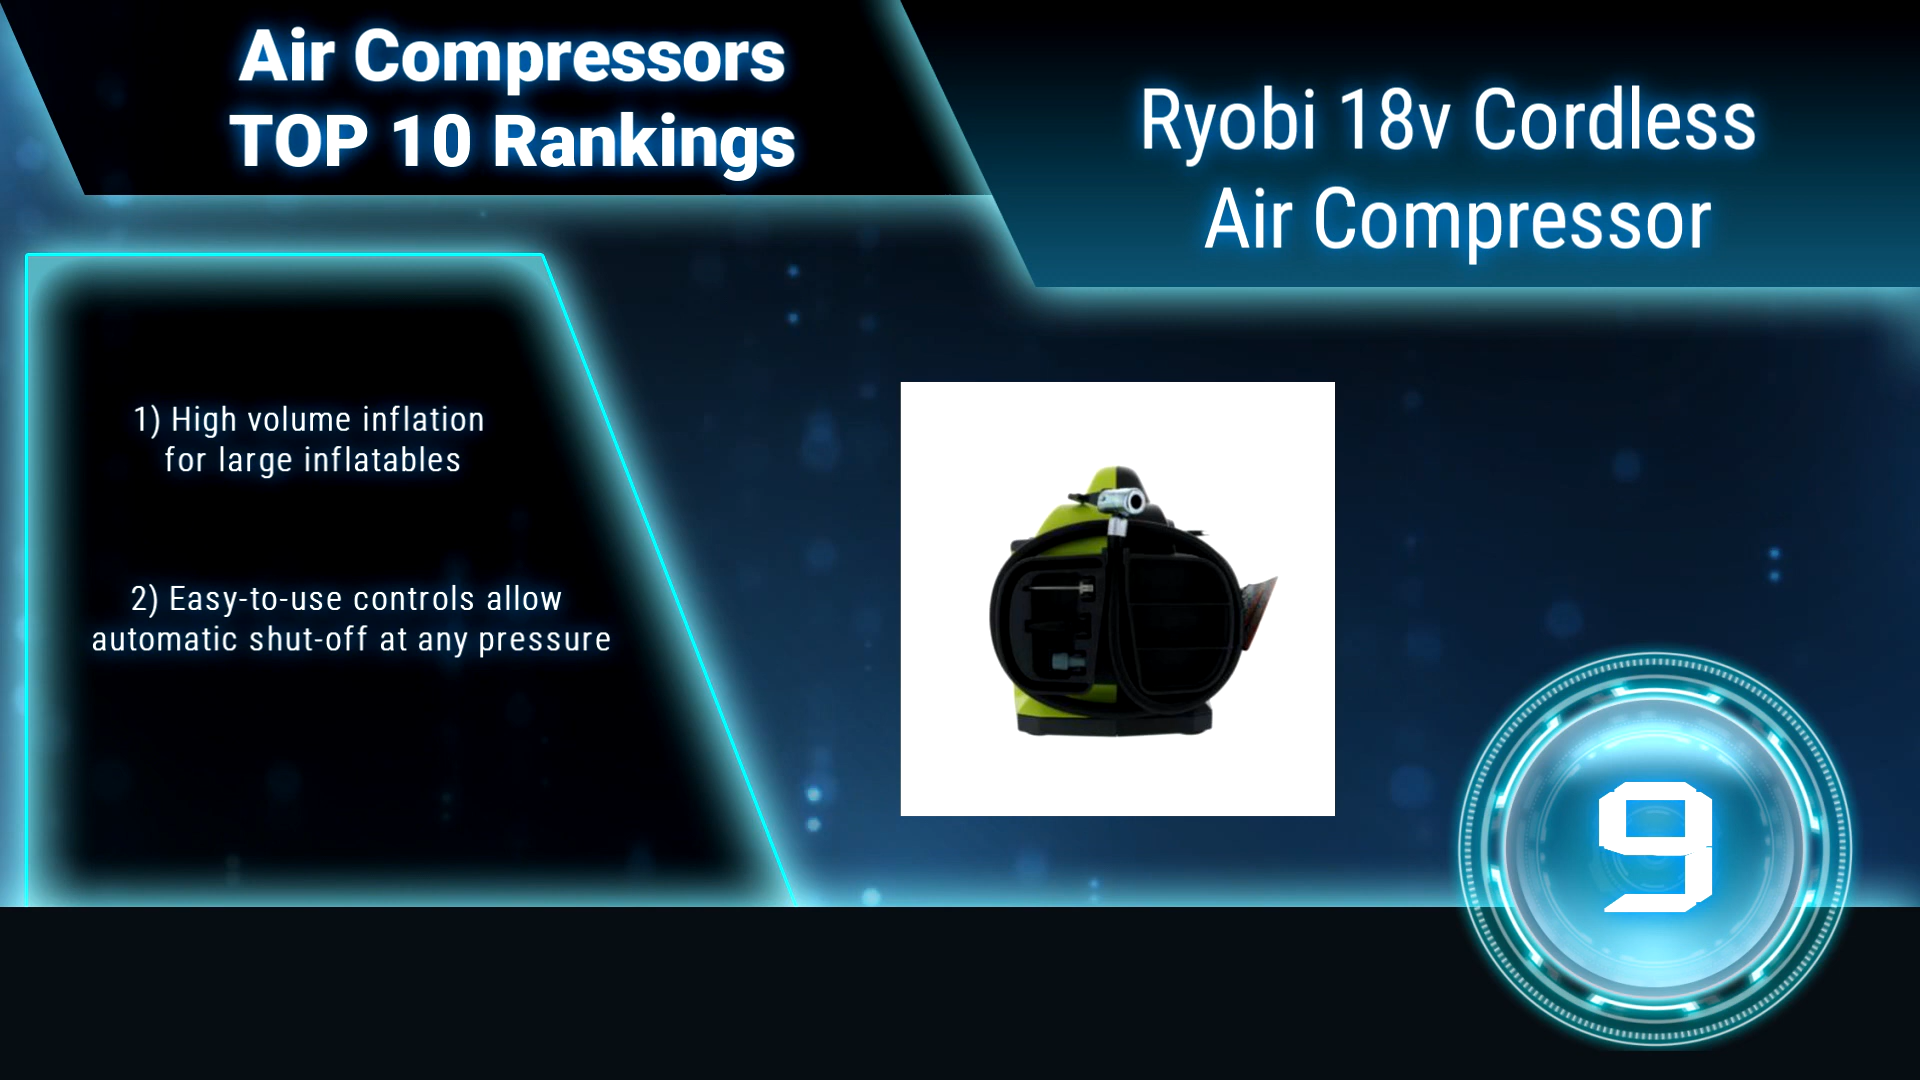 Air Compressors
TOP 10 Rankings
Ryobi 18v Cordless
Air Compressor
1) High volume inflation
for large inflatables
2) Easy-to-use controls allow
automatic shut-off at any pressure
9